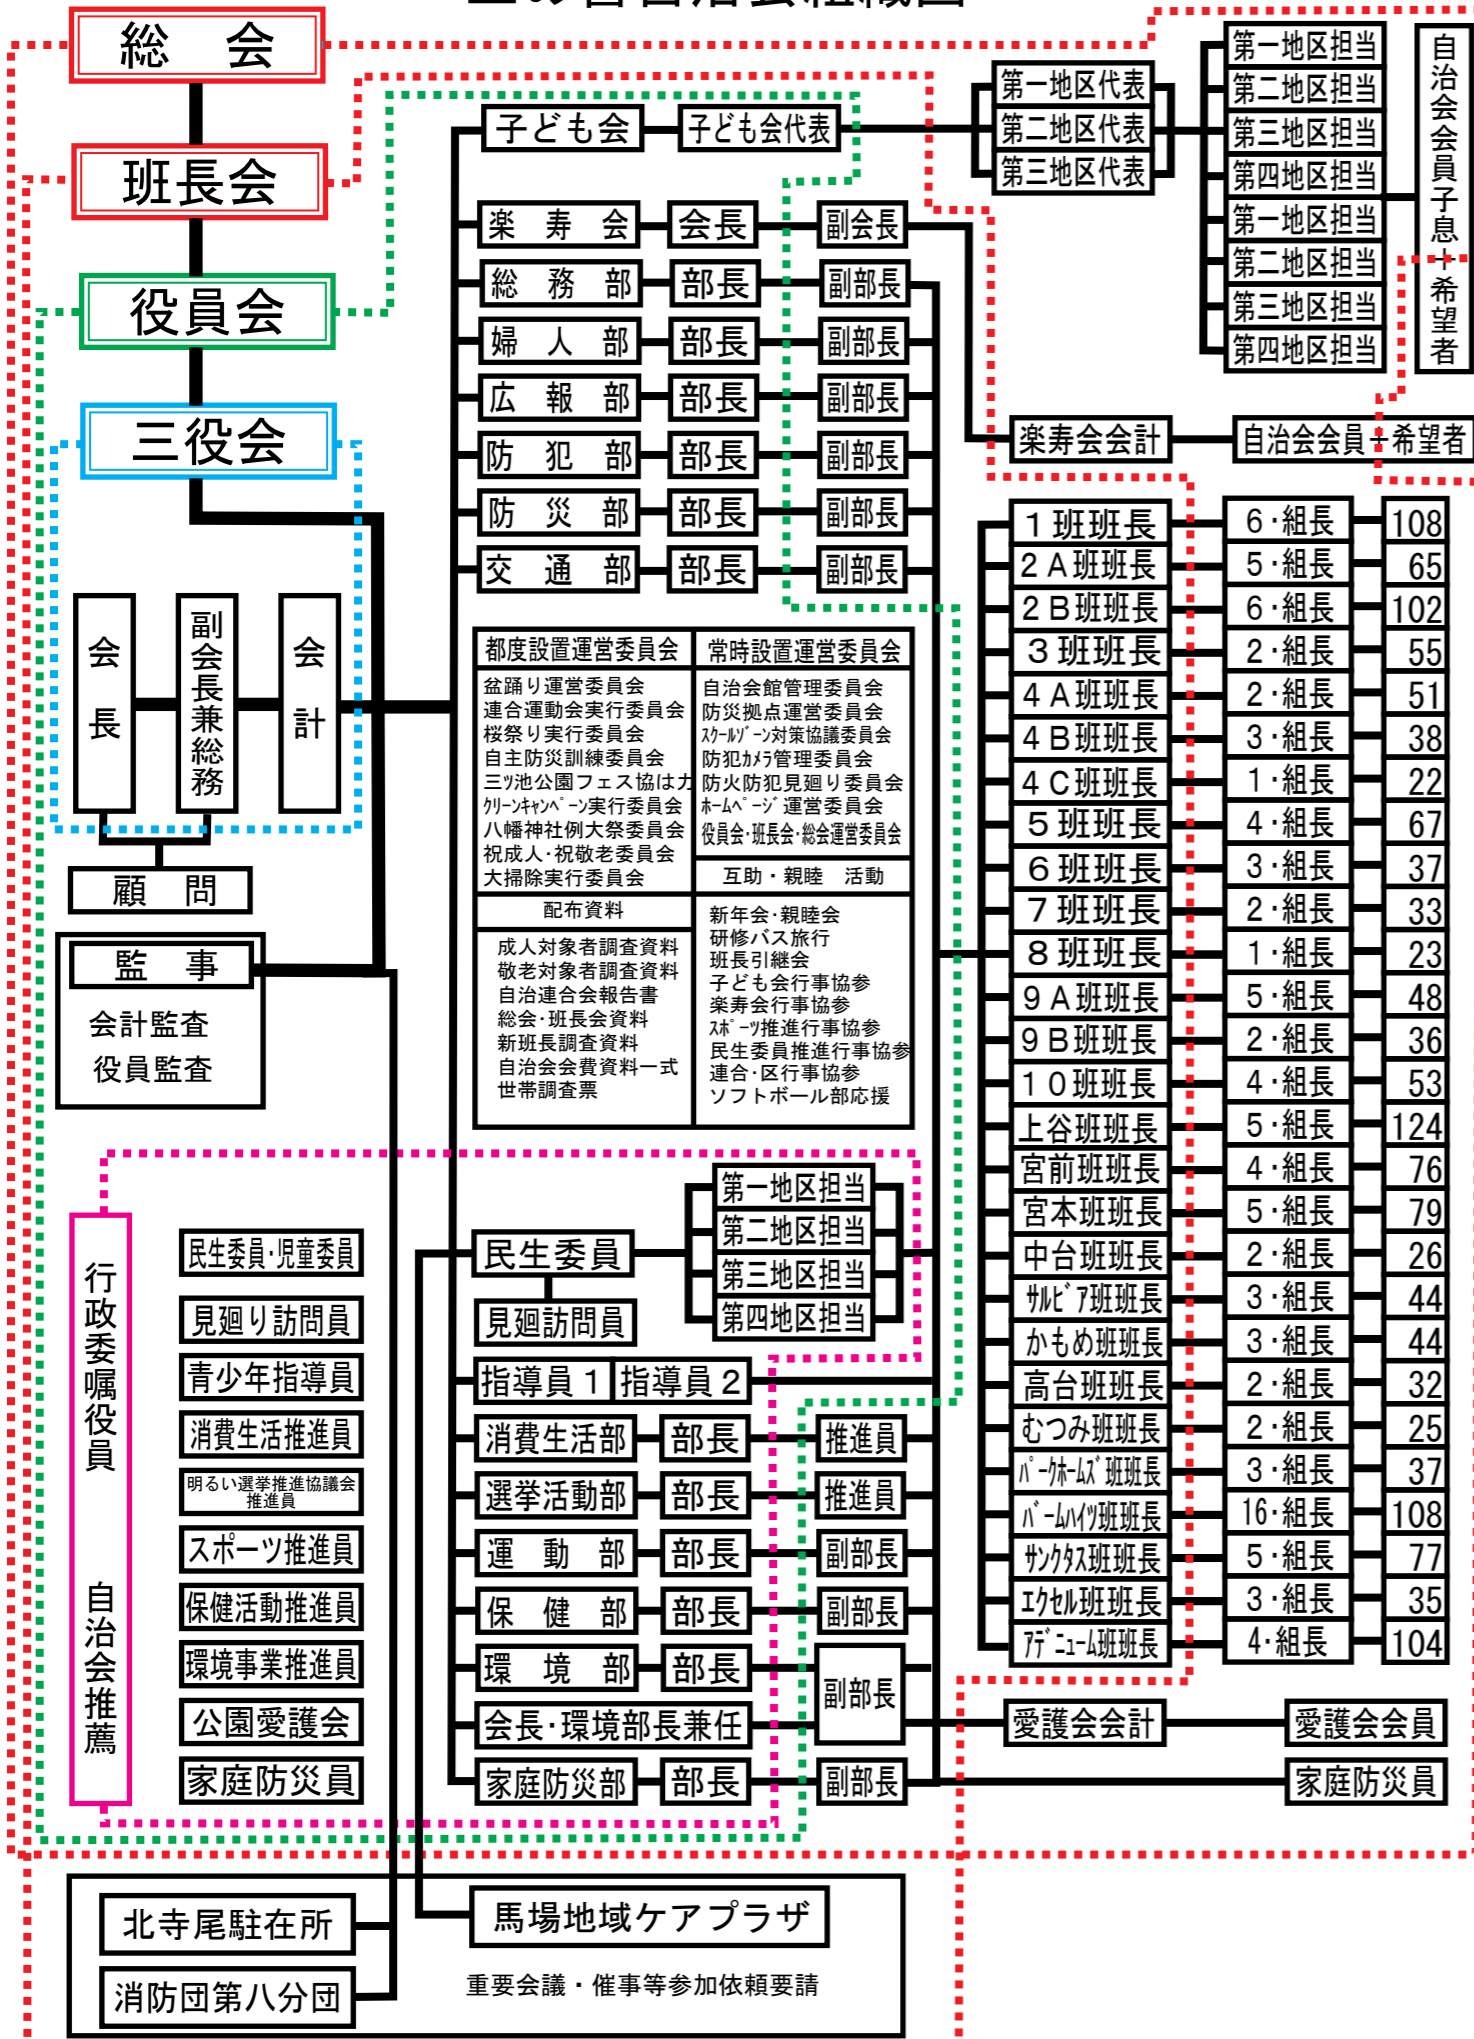 総会
班長会
役員会
三役会
会長
副会長兼総務
会計
顧問
監事
会計監査
役員監査
子ども会 子ども会代表
第一地区代表
第二地区代表
第三地区代表
第一地区担当
第二地区担当
第三地区担当
第四地区担当
第一地区担当
第二地区担当
第三地区担当
第四地区担当
自治会会員子息＋希望者
楽寿会 会長 副会長
楽寿会会計 自治会会員＋希望者
総務部 部長 副部長
婦人部 部長 副部長
広報部 部長 副部長
防犯部 部長 副部長
防災部 部長 副部長
交通部 部長 副部長
都度設置運営委員会
盆踊り運営委員会
連合運動会実行委員会
桜祭り実行委員会
自主防災訓練委員会
三ツ池公園フェス協は力
クリーンキャンペーン実行委員会
八幡神社例大祭委員会
祝成人・祝敬老委員会
大掃除実行委員会
配布資料
成人対象者調査資料
敬老対象者調査資料
自治連合会報告書
総会・班長会資料
新班長調査資料
自治会会費資料一式
世帯調査票
常時設置運営委員会
自治会館管理委員会
防災拠点運営委員会
スクールゾーン対策協議委員会
防犯カメラ管理委員会
防火防犯見廻り委員会
ホームページ運営委員会
役員会・班長会・総会運営委員会
互助・親睦 活動
新年会・親睦会
研修バス旅行
班長引継会
子ども会行事協参
楽寿会行事協参
スポーツ推進行事協参
民生委員推進行事協参
連合・区行事協参
ソフトボール部応援
1班班長 6・組長 108
2A班班長 5・組長 65
2B班班長 6・組長 102
3班班長 2・組長 55
4A班班長 2・組長 51
4B班班長 3・組長 38
4C班班長 1・組長 22
5班班長 4・組長 67
6班班長 3・組長 37
7班班長 2・組長 33
8班班長 1・組長 23
9A班班長 5・組長 48
9B班班長 2・組長 36
10班班長 4・組長 53
上谷班班長 5・組長 124
宮前班班長 4・組長 76
宮本班班長 5・組長 79
中台班班長 2・組長 26
サルビア班班長 3・組長 44
かもめ班班長 3・組長 44
高台班班長 2・組長 32
むつみ班班長 2・組長 25
パークホームズ班班長 3・組長 37
パームハイツ班班長 16・組長 108
サンクタス班班長 5・組長 77
エクセル班班長 3・組長 35
アデニューム班班長 4・組長 104
行政委嘱役員 自治会推薦
民生委員・児童委員
見廻り訪問員
青少年指導員
消費生活推進員
明るい選挙推進協議会
推進員
スポーツ推進員
保健活動推進員
環境事業推進員
公園愛護会
家庭防災員
民生委員
見廻訪問員
第一地区担当
第二地区担当
第三地区担当
第四地区担当
指導員1 指導員2
消費生活部 部長 推進員
選挙活動部 部長 推進員
運動部 部長 副部長
保健部 部長 副部長
環境部 部長 副部長
会長・環境部長兼任
愛護会会計 愛護会会員
家庭防災部 部長 副部長
家庭防災員
北寺尾駐在所
消防団第八分団
馬場地域ケアプラザ
重要会議・催事等参加依頼要請